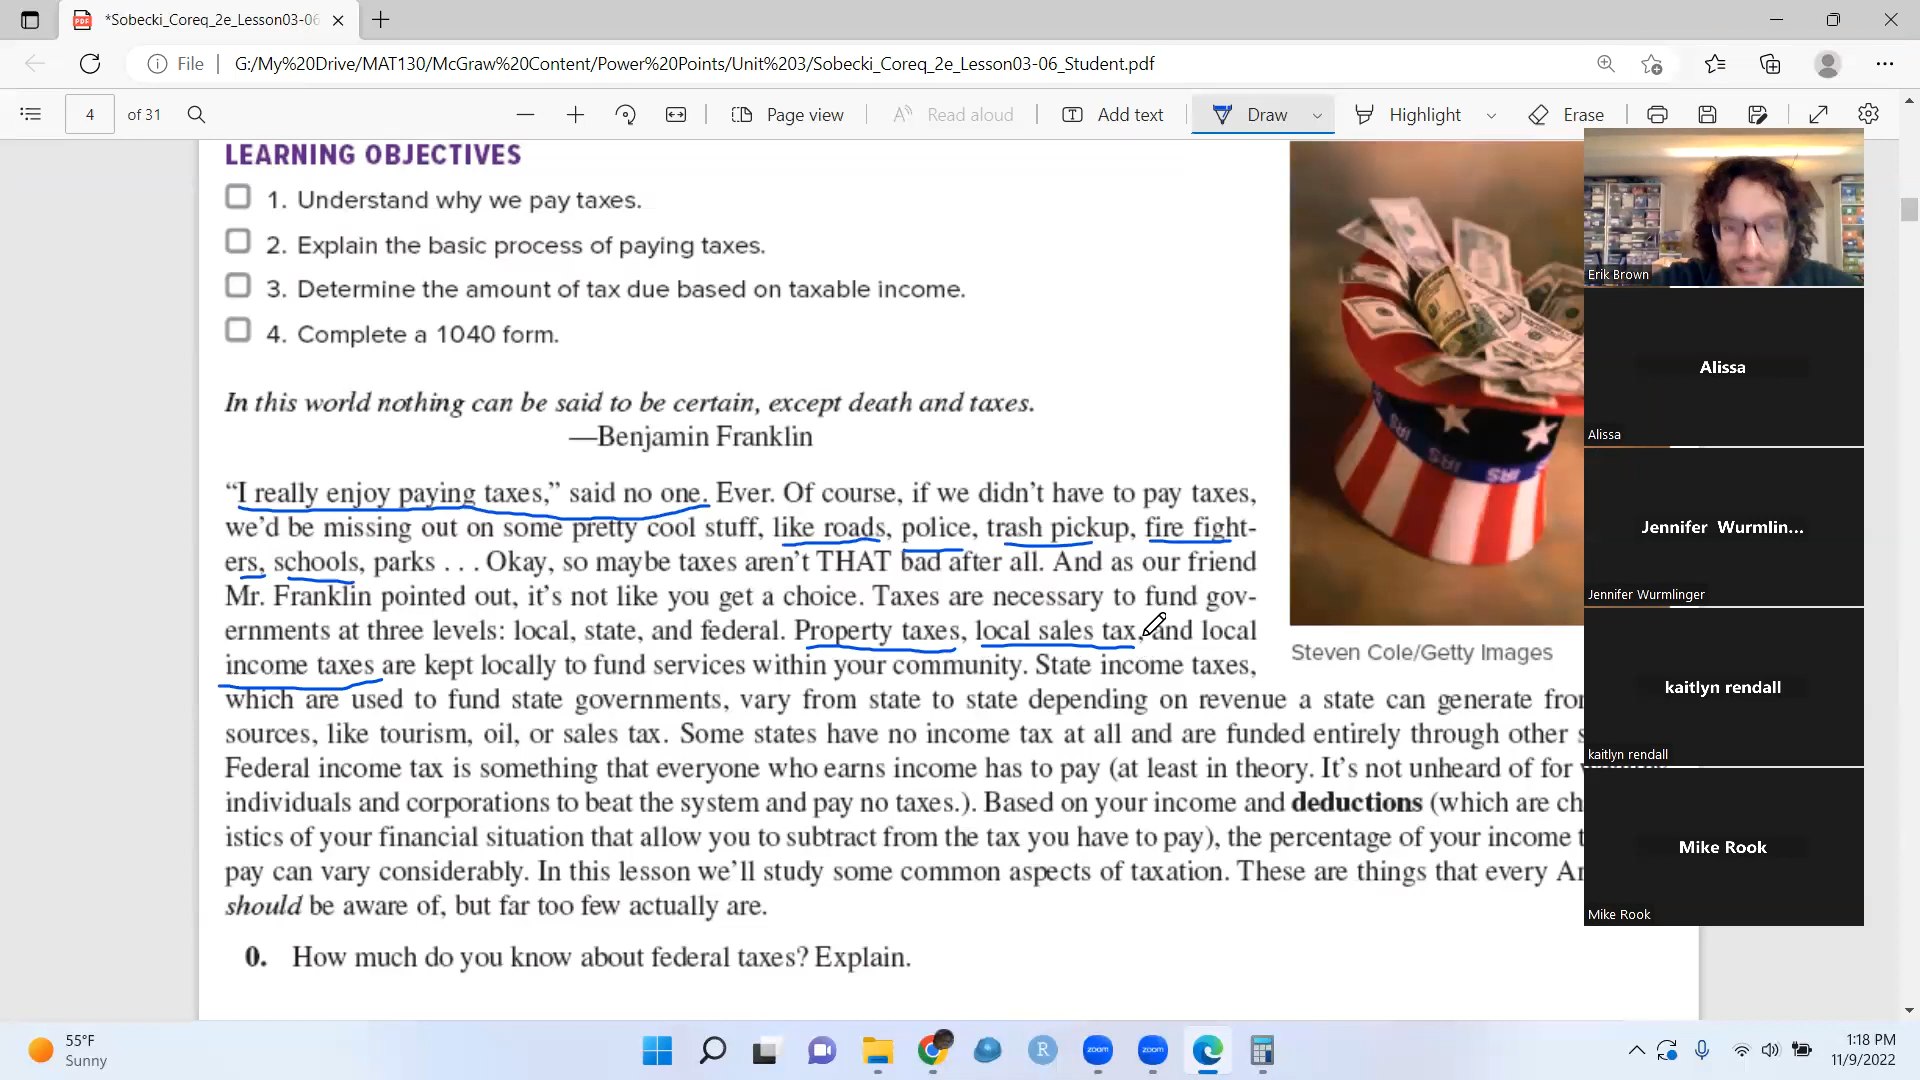 *Sobecki_Coreq_2e_Lesson03-06
File
G:/My%20Drive/MAT130/McGraw%20Content/Power%20Points/Unit%203/Sobecki_Coreq_2e_Lesson03-06_Student.pdf
4 of 31
Page view
Read aloud
Add text
Draw
Highlight
Erase
LEARNING OBJECTIVES
1. Understand why we pay taxes.
2. Explain the basic process of paying taxes.
3. Determine the amount of tax due based on taxable income.
4. Complete a 1040 form.
In this world nothing can be said to be certain, except death and taxes.
—Benjamin Franklin
“I really enjoy paying taxes,” said no one. Ever. Of course, if we didn’t have to pay taxes,
we’d be missing out on some pretty cool stuff, like roads, police, trash pickup, fire fight-
ers, schools, parks . . . Okay, so maybe taxes aren’t THAT bad after all. And as our friend
Mr. Franklin pointed out, it’s not like you get a choice. Taxes are necessary to fund gov-
ernments at three levels: local, state, and federal. Property taxes, local sales tax, and local
income taxes are kept locally to fund services within your community. State income taxes,
which are used to fund state governments, vary from state to state depending on revenue a state can generate
sources, like tourism, oil, or sales tax. Some states have no income tax at all and are funded entirely through other
Federal income tax is something that everyone who earns income has to pay (at least in theory. It’s not unheard of for
individuals and corporations to beat the system and pay no taxes.). Based on your income and deductions (which are
istics of your financial situation that allow you to subtract from the tax you have to pay), the percentage of your income
pay can vary considerably. In this lesson we’ll study some common aspects of taxation. These are things that every
should be aware of, but far too few actually are.
0. How much do you know about federal taxes? Explain.
IRS
IRS
IRS
Steven Cole/Getty Images
Erik Brown
Alissa
Alissa
Jennifer Wurmlin...
Jennifer Wurmlinger
kaitlyn rendall
kaitlyn rendall
Mike Rook
Mike Rook
55°F
Sunny
zoom
zoom
R
1:18 PM
11/9/2022